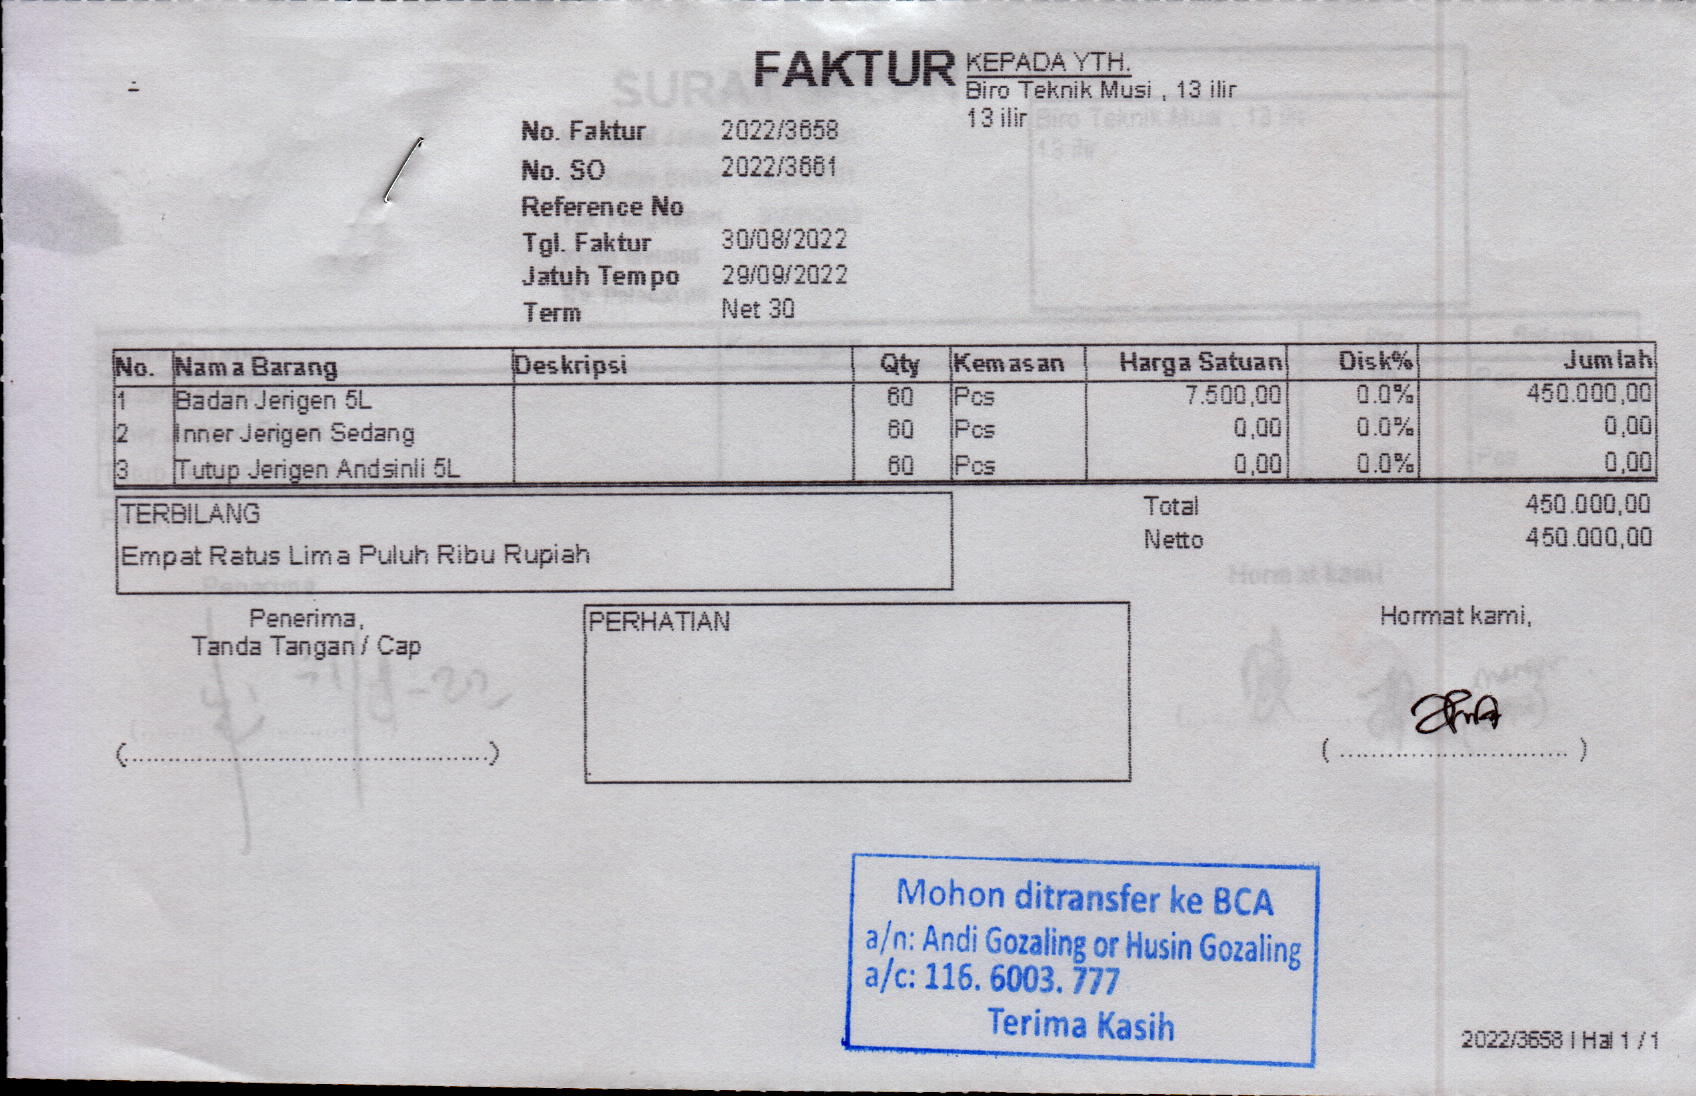 FAKTUR
KEPADA YTH.
Biro Teknik Musi , 13 ilir
13 ilir
No. Faktur 2022/3658
No. SO 2022/3661
Reference No
Tgl. Faktur 30/08/2022
Jatuh Tempo 29/09/2022
Term Net 30
No. Nama Barang Deskripsi Qty Kemasan Harga Satuan Disk% Jumlah
1 Badan Jerigen 5L 60 Pcs 7.500,00 0.0% 450.000,00
2 Inner Jerigen Sedang 60 Pcs 0,00 0.0% 0,00
3 Tutup Jerigen Andsinli 5L 60 Pcs 0,00 0.0% 0,00
TERBILANG
Empat Ratus Lima Puluh Ribu Rupiah
Total 450.000,00
Netto 450.000,00
Penerima,
Tanda Tangan / Cap
(................................................)
PERHATIAN
Hormat kami,
( .............................. )
Mohon ditransfer ke BCA
a/n: Andi Gozaling or Husin Gozaling
a/c: 116. 6003. 777
Terima Kasih
2022/3658 | Hal 1 / 1